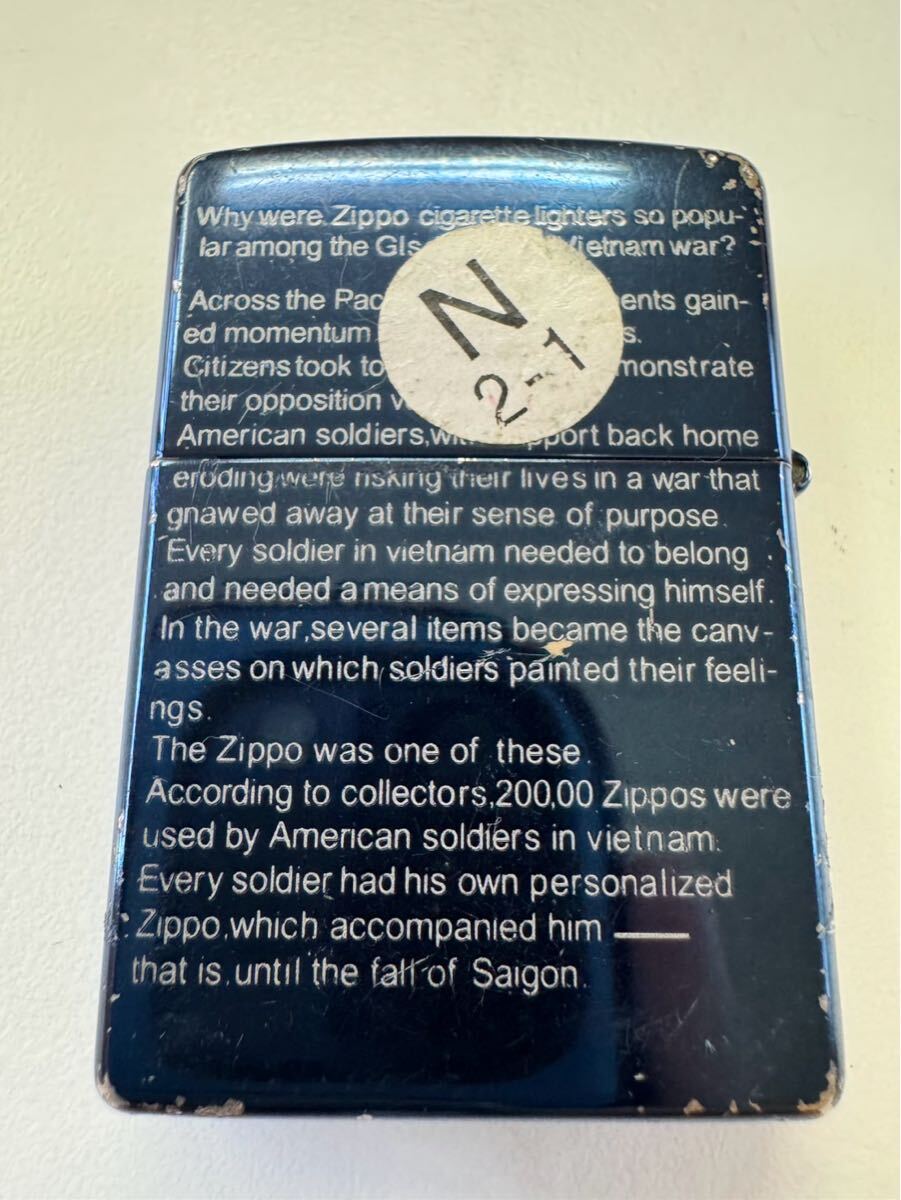 Why were Zippo cigarette lighters so popu-
lar among the GIs Vietnam war?
Across the gain-
ed momentum
Citizens took
their opposition
American soldiers, back home
eroding were risking their lives in a war that
gnawed away at their sense of purpose.
Every soldier in vietnam needed to belong
and needed a means of expressing himself.
In the war,several items became the canv-
asses on which soldiers painted their feeli-
ngs.
The Zippo was one of these.
According to collectors,200,00 Zippos were
used by American soldiers in vietnam.
Every soldier had his own personalized
Zippo,which accompanied him —
that is,until the fall of Saigon.
N
2-1